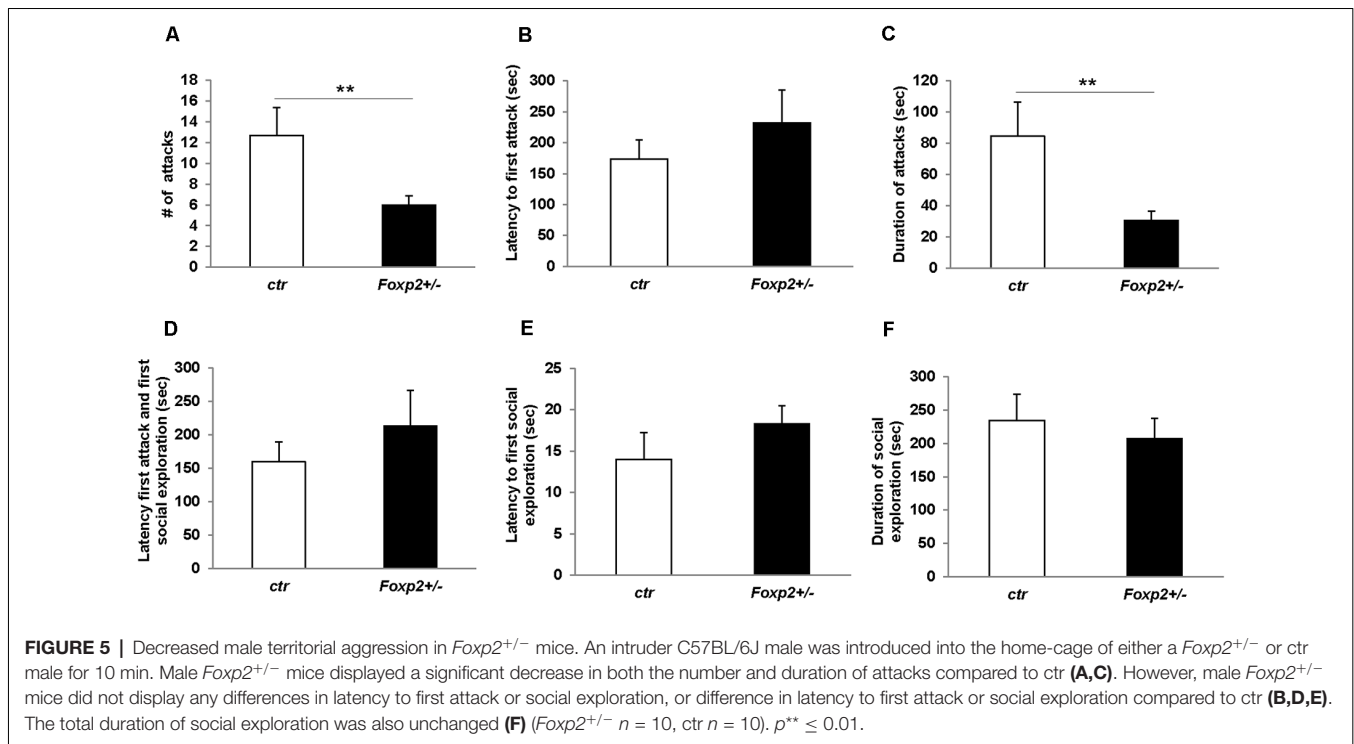 A
# of attacks
18
16
14
12
10
8
6
4
2
0
**
ctr
Foxp2+/-
B
Latency to first attack (sec)
300
250
200
150
100
50
0
ctr
Foxp2+/-
C
Duration of attacks (sec)
120
100
80
60
40
20
0
**
ctr
Foxp2+/-
D
Latency first attack and first
social exploration (sec)
300
250
200
150
100
50
0
ctr
Foxp2+/-
E
Latency to first social
exploration (sec)
25
20
15
10
5
0
ctr
Foxp2+/-
F
Duration of social
exploration (sec)
300
250
200
150
100
50
0
ctr
Foxp2+/-
FIGURE 5 | Decreased male territorial aggression in Foxp2+/− mice. An intruder C57BL/6J male was introduced into the home-cage of either a Foxp2+/− or ctr
male for 10 min. Male Foxp2+/− mice displayed a significant decrease in both the number and duration of attacks compared to ctr (A,C). However, male Foxp2+/−
mice did not display any differences in latency to first attack or social exploration, or difference in latency to first attack or social exploration compared to ctr (B,D,E).
The total duration of social exploration was also unchanged (F) (Foxp2+/− n = 10, ctr n = 10). p** ≤ 0.01.